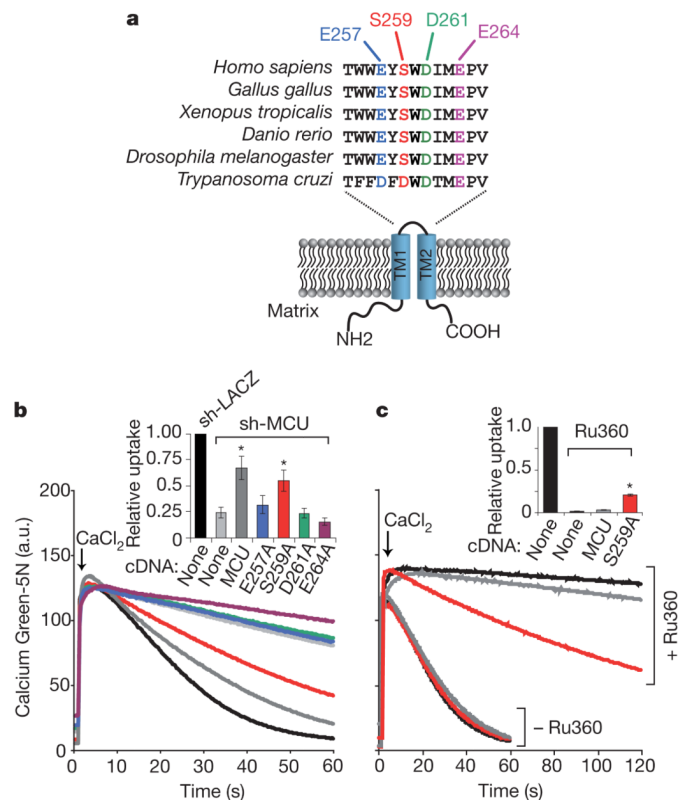 a
S259 D261
E257 E264
Homo sapiens TWWEYSWDIMEPV
Gallus gallus TWWEYSWDIMEPV
Xenopus tropicalis TWWEYSWDIMEPV
Danio rerio TWWEYSWDIMEPV
Drosophila melanogaster TWWEYSWDIMEPV
Trypanosoma cruzi TFFDFDWDTMEPV
TM1 TM2
Matrix
NH2 COOH
b
sh-LACZ
sh-MCU
Relative uptake
1.00
0.75
0.50
0.25
0
* *
cDNA: None None MCU E257A S259A D261A E264A
CaCl2
Calcium Green-5N (a.u.)
200
150
100
50
0
0 10 20 30 40 50 60
Time (s)
c
Ru360
Relative uptake
1.0
0.5
0
*
cDNA: None None MCU S259A
CaCl2
+ Ru360
– Ru360
0 20 40 60 80 100 120
Time (s)